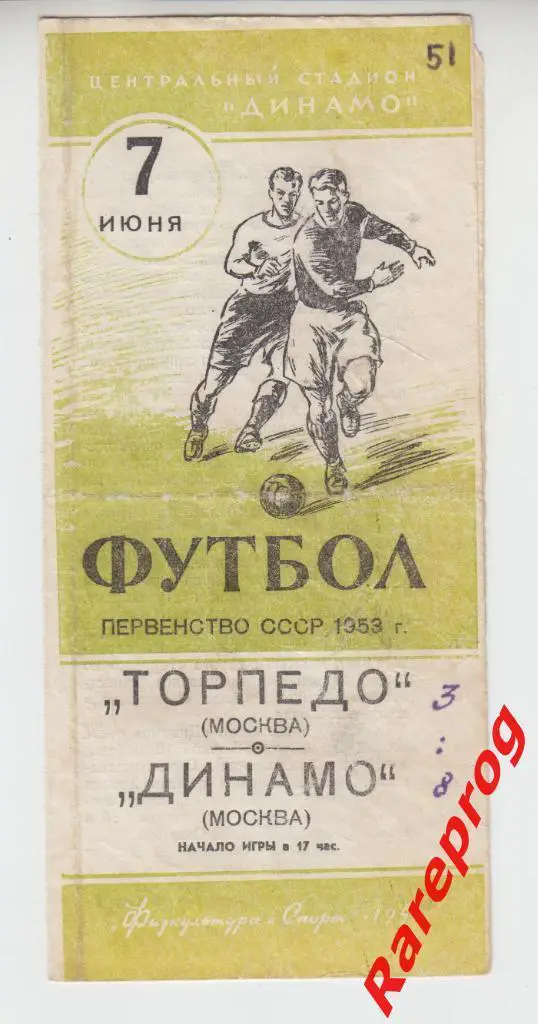 51
ЦЕНТРАЛЬНЫЙ СТАДИОН
„ДИНАМО“
7
ИЮНЯ
ФУТБОЛ
ПЕРВЕНСТВО СССР 1953 г.
„ТОРПЕДО“ 3
(МОСКВА)
:
„ДИНАМО“ 8
(МОСКВА)
НАЧАЛО ИГРЫ в 17 час.
„Физкультура и Спорт“
Rareprog